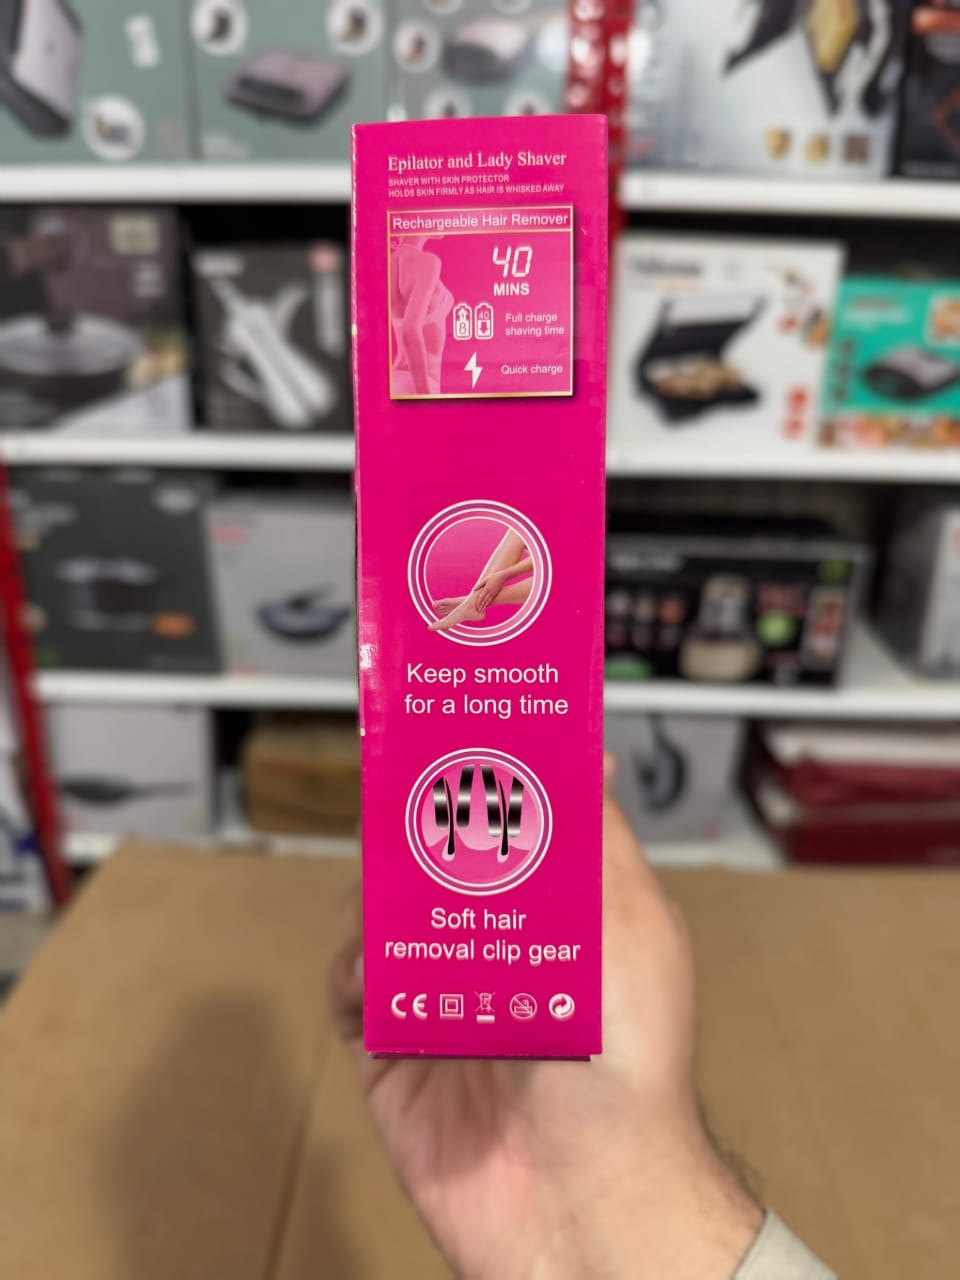 Epilator and Lady Shaver
SHAVER WITH SKIN PROTECTOR
HOLDS SKIN FIRMLY AS HAIR IS WHISKED AWAY
Rechargeable Hair Remover
40
MINS
8
40
Full charge
shaving time
Quick charge
Keep smooth
for a long time
Soft hair
removal clip gear
CE